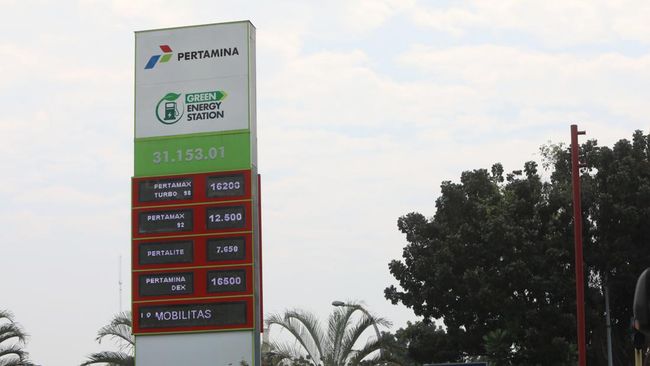 PERTAMINA
GREEN
ENERGY
STATION
31.153.01
PERTAMAX
TURBO 98
16200
PERTAMAX
92
12.500
PERTALITE
7.650
PERTAMINA
DEX
16500
MOBILITAS